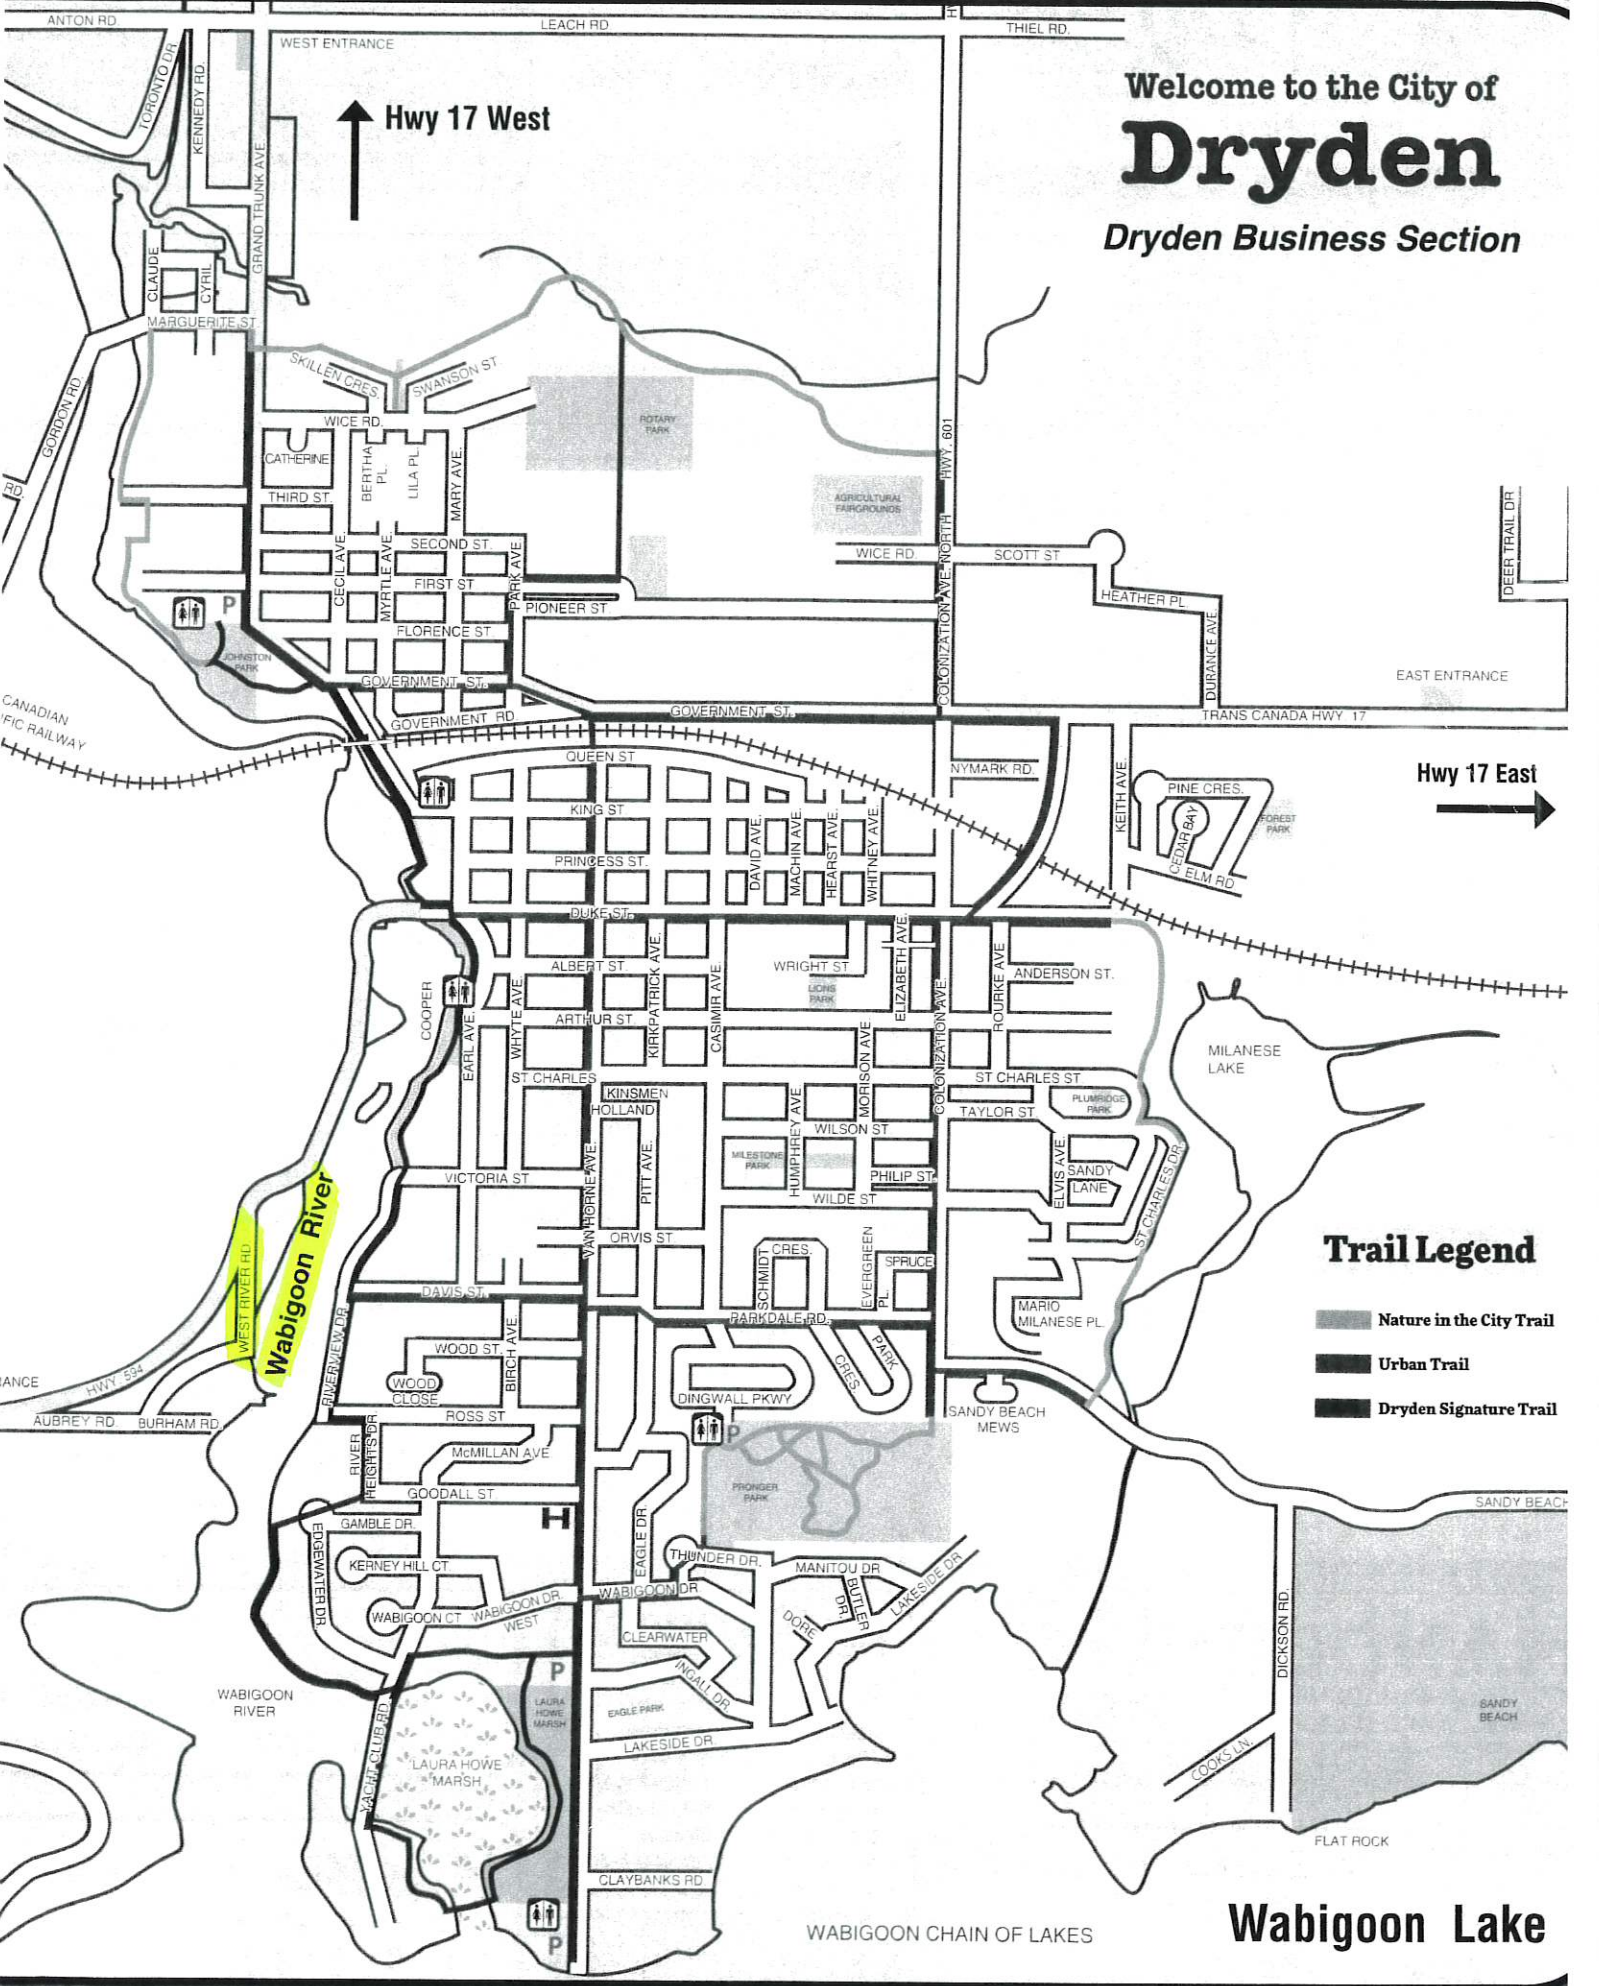 ANTON RD
LEACH RD
THIEL RD.
WEST ENTRANCE
TORONTO DR
KENNEDY RD.
GRAND TRUNK AVE.
Hwy 17 West
Welcome to the City of
Dryden
Dryden Business Section
CLAUDE
CYRIL
MARGUERITE ST.
SKILLEN CRES.
SWANSON ST.
GORDON RD.
RD.
WICE RD.
CATHERINE
BERTHA
PL.
LILA PL.
MARY AVE.
ROTARY
PARK
HWY. 601
THIRD ST.
AGRICULTURAL
FAIRGROUNDS
DEER TRAIL DR
SECOND ST.
WICE RD.
SCOTT ST
CECIL AVE.
MYRTLE AVE.
FIRST ST
PARK AVE.
PIONEER ST.
HEATHER PL.
COLONIZATION AVE. NORTH
DURANCE AVE.
P
FLORENCE ST
JOHNSTON
PARK
GOVERNMENT ST.
EAST ENTRANCE
CANADIAN
IFIC RAILWAY
GOVERNMENT RD
GOVERNMENT ST.
TRANS CANADA HWY 17
QUEEN ST
NYMARK RD.
KEITH AVE.
Hwy 17 East
PINE CRES.
CEDAR BAY
FOREST
PARK
ELM RD
KING ST
DAVID AVE.
MACHIN AVE.
HEARST AVE.
WHITNEY AVE.
PRINCESS ST.
DUKE ST.
ALBERT ST.
WRIGHT ST
LIONS
PARK
ELIZABETH AVE.
ROURKE AVE
ANDERSON ST.
COOPER
EARL AVE.
WHYTE AVE.
ARTHUR ST
KIRKPATRICK AVE.
CASIMIR AVE.
MORISON AVE.
COLONIZATION AVE.
MILANESE
LAKE
ST CHARLES
ST CHARLES ST
KINSMEN
HOLLAND
HUMPHREY AVE
TAYLOR ST
PLUMRIDGE
PARK
WILSON ST
MILESTONE
PARK
VICTORIA ST
VAN HORNE AVE.
PITT AVE.
PHILIP ST
WILDE ST
ELVIS AVE.
SANDY
LANE
ST CHARLES DR.
WEST RIVER RD
Wabigoon River
ORVIS ST.
SCHMIDT
CRES.
EVERGREEN
PL.
SPRUCE
Trail Legend
Nature in the City Trail
Urban Trail
Dryden Signature Trail
DAVIS ST.
PARKDALE RD.
MARIO
MILANESE PL.
RIVERVIEW DR
WOOD ST.
BIRCH AVE.
WOOD
CLOSE
PARK
CRES.
DINGWALL PKWY
SANDY BEACH
MEWS
RANCE
HWY. 594
AUBREY RD.
BURHAM RD.
ROSS ST
P
RIVER
HEIGHTS DR
McMILLAN AVE
GOODALL ST
PRONGER
PARK
SANDY BEACH
GAMBLE DR.
H
EAGLE DR.
EDGEWATER DR.
KERNEY HILL CT
THUNDER DR.
MANITOU DR
LAKESIDE DR
WABIGOON DR
BUTLER
DR.
WABIGOON CT
WABIGOON DR.
WEST
DORE
CLEARWATER
INGALL DR.
DICKSON RD.
WABIGOON
RIVER
P
LAURA
HOWE
MARSH
EAGLE PARK
LAKESIDE DR.
SANDY
BEACH
YACHT CLUB RD.
LAURA HOWE
MARSH
COOKS LN.
FLAT ROCK
CLAYBANKS RD.
P
WABIGOON CHAIN OF LAKES
Wabigoon Lake